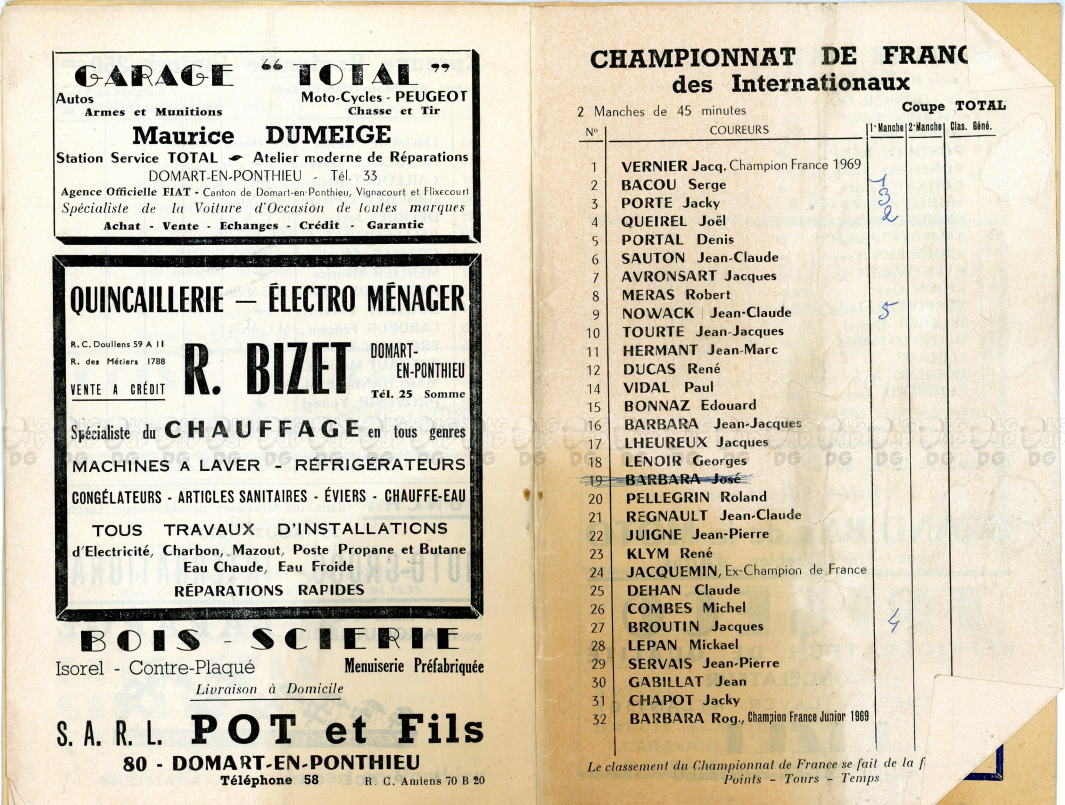 GARAGE “ TOTAL ”
Autos Moto-Cycles - PEUGEOT
Armes et Munitions Chasse et Tir
Maurice DUMEIGE
Station Service TOTAL - Atelier moderne de Réparations
DOMART-EN-PONTHIEU - Tél. 33
Agence Officielle FIAT - Canton de Domart-en-Ponthieu, Vignacourt et Flixecourt
Spécialiste de la Voiture d'Occasion de toutes marques
Achat - Vente - Echanges - Crédit - Garantie
QUINCAILLERIE — ÉLECTRO MÉNAGER
R. C. Doullens 59 A 11
R. des Métiers 1788
VENTE A CRÉDIT
R. BIZET
DOMART-
EN-PONTHIEU
Tél. 25 Somme
Spécialiste du CHAUFFAGE en tous genres
MACHINES A LAVER - RÉFRIGÉRATEURS
CONGÉLATEURS - ARTICLES SANITAIRES - ÉVIERS - CHAUFFE-EAU
TOUS TRAVAUX D'INSTALLATIONS
d'Electricité, Charbon, Mazout, Poste Propane et Butane
Eau Chaude, Eau Froide
RÉPARATIONS RAPIDES
BOIS - SCIERIE
Isorel - Contre-Plaqué Menuiserie Préfabriquée
Livraison à Domicile
S. A. R. L. POT et Fils
80 - DOMART-EN-PONTHIEU
Téléphone 58 R. C. Amiens 70 B 20
CHAMPIONNAT DE FRANC
des Internationaux
2 Manches de 45 minutes Coupe TOTAL
No COUREURS 1e Manche 2e Manche Clas. Géné.
1 VERNIER Jacq. Champion France 1969
2 BACOU Serge 1
3 PORTE Jacky 3
4 QUEIREL Joël 2
5 PORTAL Denis
6 SAUTON Jean-Claude
7 AVRONSART Jacques
8 MERAS Robert
9 NOWACK Jean-Claude 5
10 TOURTE Jean-Jacques
11 HERMANT Jean-Marc
12 DUCAS René
14 VIDAL Paul
15 BONNAZ Edouard
16 BARBARA Jean-Jacques
17 LHEUREUX Jacques
18 LENOIR Georges
19 BARBARA José
20 PELLEGRIN Roland
21 REGNAULT Jean-Claude
22 JUIGNE Jean-Pierre
23 KLYM René
24 JACQUEMIN, Ex-Champion de France
25 DEHAN Claude
26 COMBES Michel
27 BROUTIN Jacques 4
28 LEPAN Mickael
29 SERVAIS Jean-Pierre
30 GABILLAT Jean
31 CHAPOT Jacky
32 BARBARA Rog., Champion France Junior 1969
Le classement du Championnat de France se fait de la f
Points - Tours - Temps